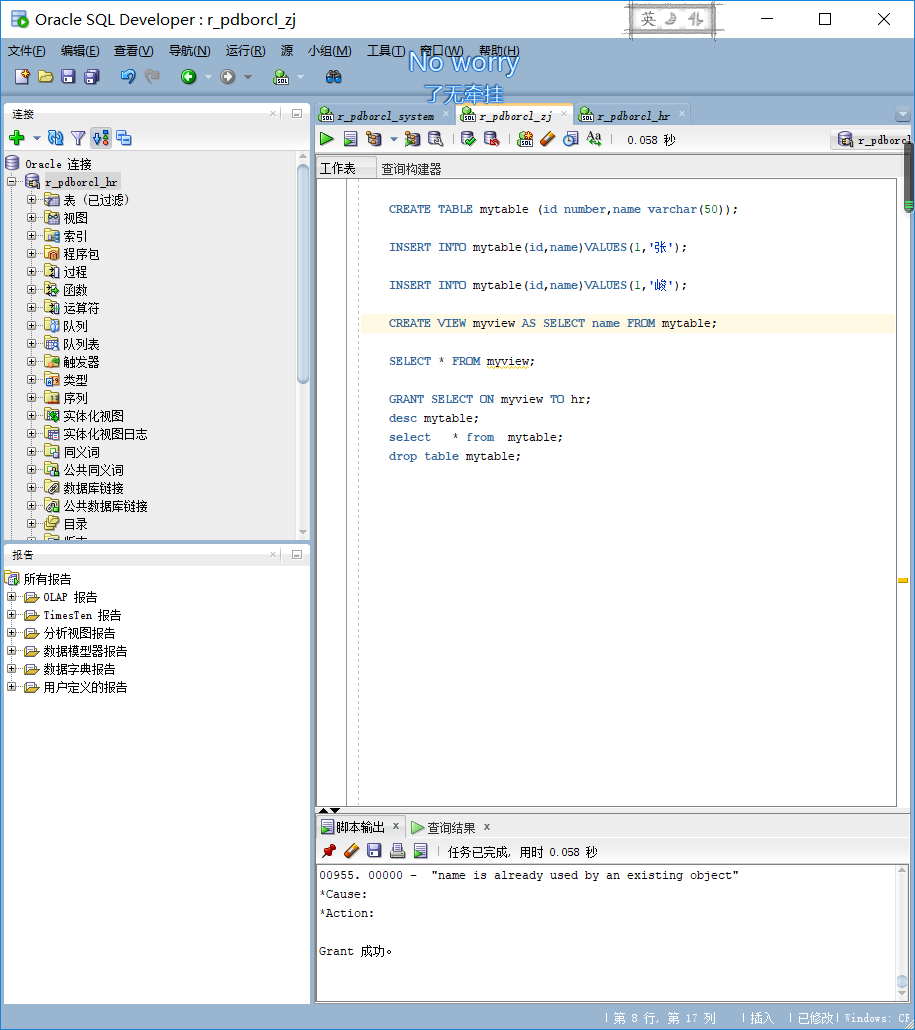 Oracle SQL Developer : r_pdborcl_zj
英
文件(F) 编辑(E) 查看(V) 导航(N) 运行(R) 源 小组(M) 工具(T) 窗口(W) 帮助(H)
No worry
了无牵挂
连接
Oracle 连接
r_pdborcl_hr
表 (已过滤)
视图
索引
程序包
过程
函数
运算符
队列
队列表
触发器
类型
序列
实体化视图
实体化视图日志
同义词
公共同义词
数据库链接
公共数据库链接
目录
报告
所有报告
OLAP 报告
TimesTen 报告
分析视图报告
数据模型器报告
数据字典报告
用户定义的报告
r_pdborcl_system r_pdborcl_zj r_pdborcl_hr
0.058 秒
r_pdborcl
工作表 查询构建器
CREATE TABLE mytable (id number,name varchar(50));
INSERT INTO mytable(id,name)VALUES(1,'张');
INSERT INTO mytable(id,name)VALUES(1,'峻');
CREATE VIEW myview AS SELECT name FROM mytable;
SELECT * FROM myview;
GRANT SELECT ON myview TO hr;
desc mytable;
select * from mytable;
drop table mytable;
脚本输出 x 查询结果 x
任务已完成, 用时 0.058 秒
00955. 00000 - "name is already used by an existing object"
*Cause:
*Action:
Grant 成功。
第 8 行, 第 17 列 | 插入 | 已修改 | Windows: CR